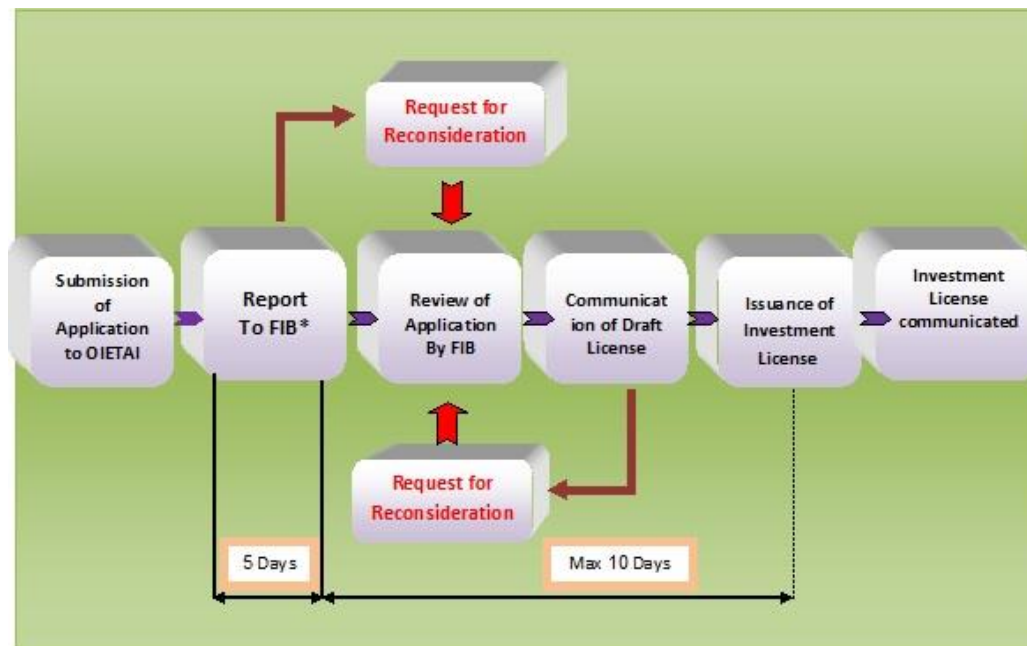 Request for
Reconsideration
Submission
of
Application
to OIETAI
Report
To FIB*
Review of
Application
By FIB
Communicat
ion of Draft
License
Issuance of
Investment
License
Investment
License
communicated
Request for
Reconsideration
5 Days
Max 10 Days